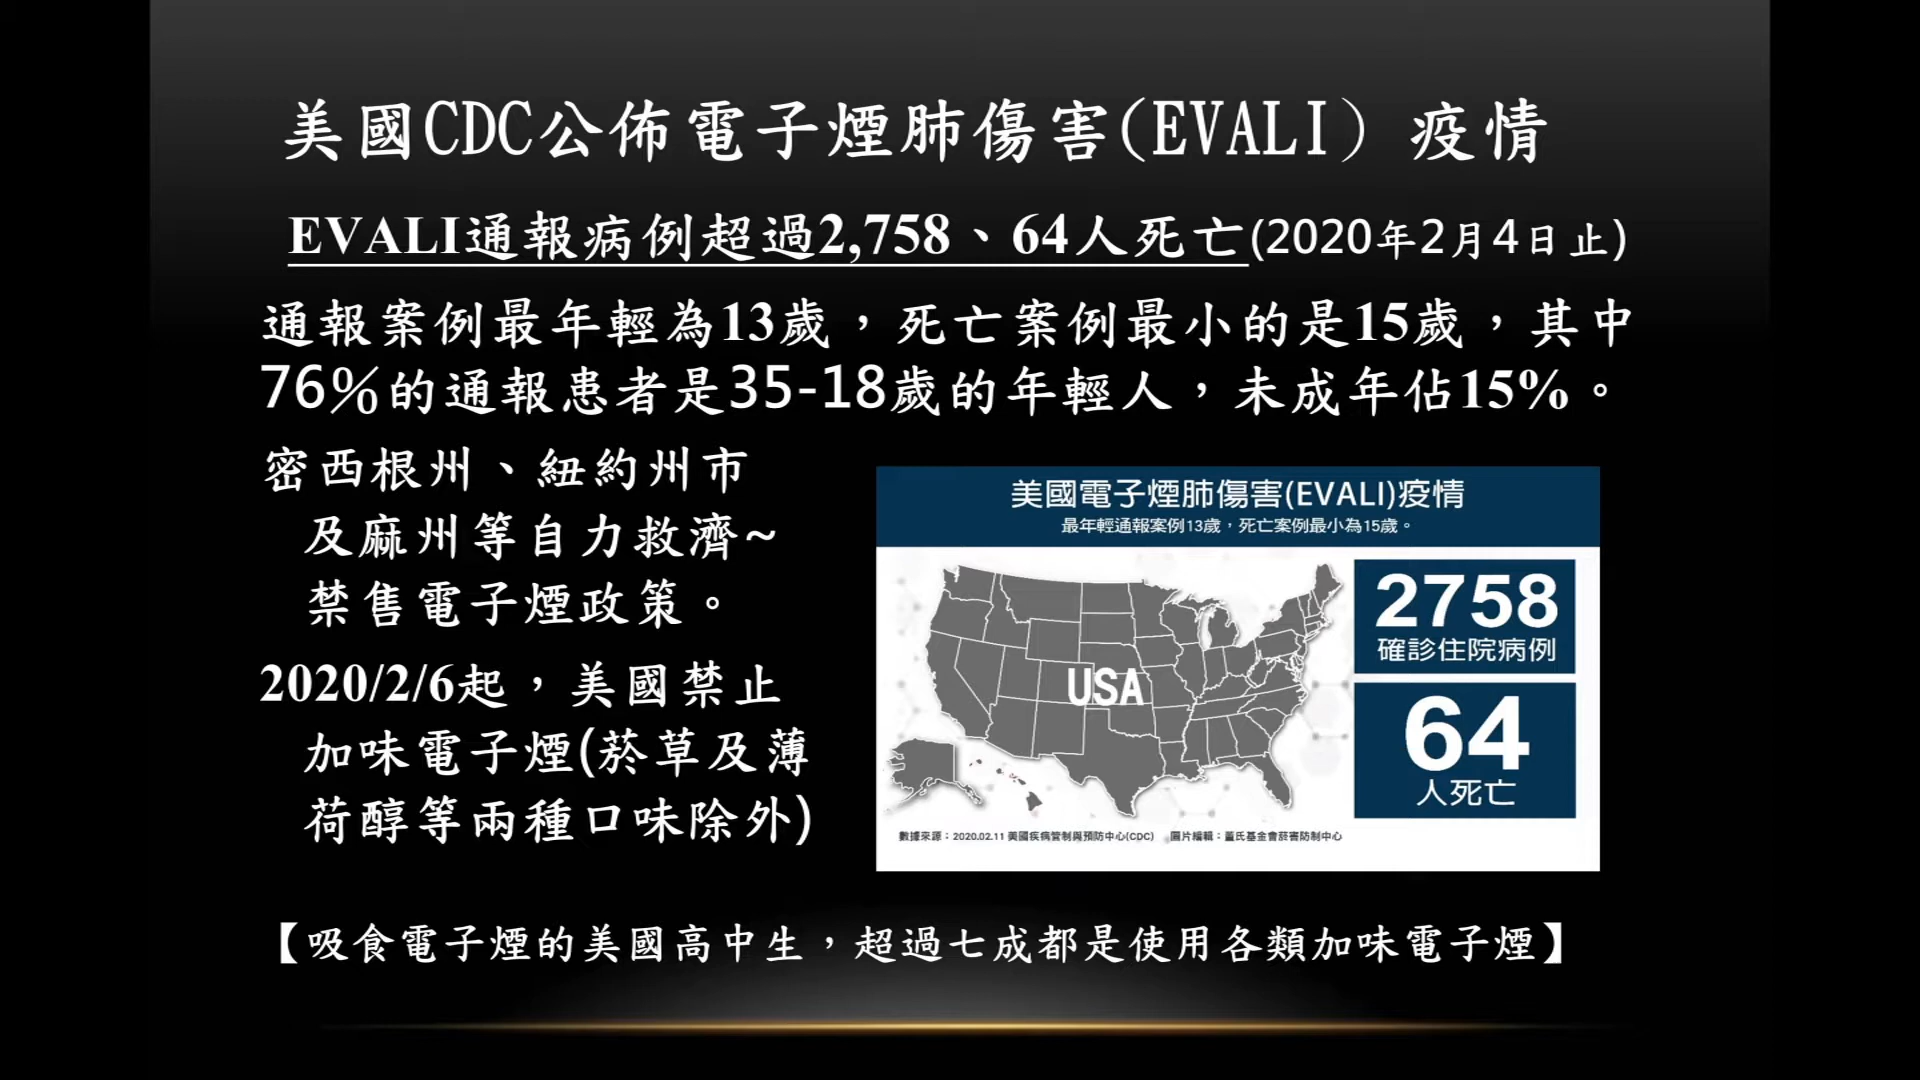 美國CDC公佈電子煙肺傷害(EVALI) 疫情
EVALI通報病例超過2,758、64人死亡(2020年2月4日止)
通報案例最年輕為13歲，死亡案例最小的是15歲，其中
76%的通報患者是35-18歲的年輕人，未成年佔15%。
密西根州、紐約州市
及麻州等自力救濟~
禁售電子煙政策。
2020/2/6起，美國禁止
加味電子煙(菸草及薄
荷醇等兩種口味除外)
美國電子煙肺傷害(EVALI)疫情
最年輕通報案例13歲，死亡案例最小為15歲。
USA
2758
確診住院病例
64
人死亡
數據來源：2020.02.11 美國疾病管制與預防中心(CDC) 圖片編輯：董氏基金會菸害防制中心
【吸食電子煙的美國高中生，超過七成都是使用各類加味電子煙】